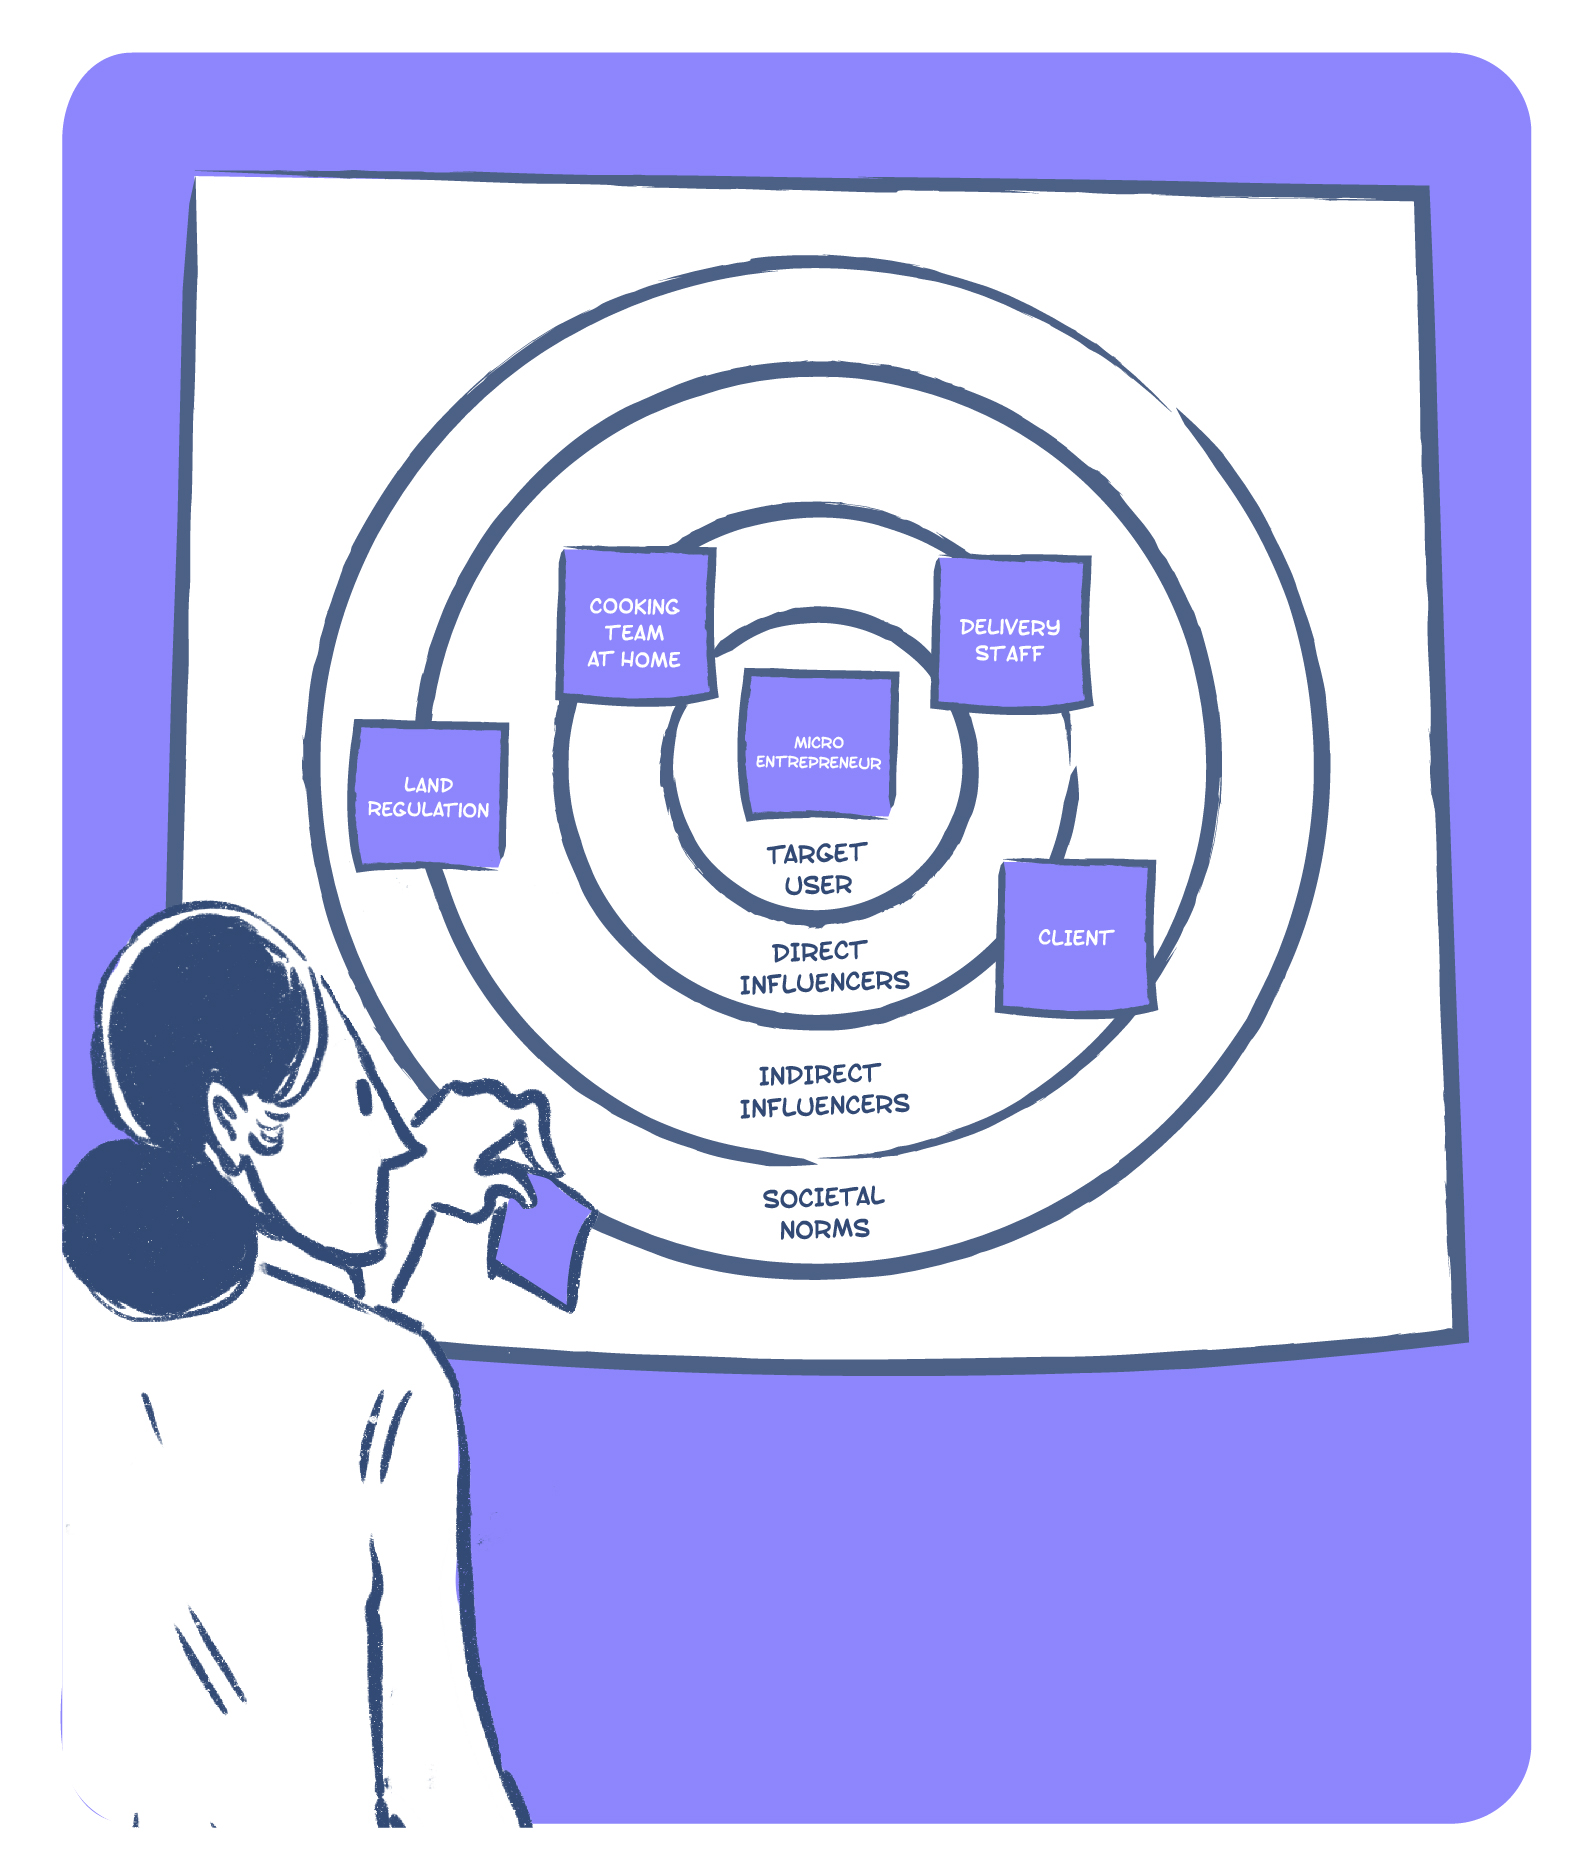 COOKING
TEAM
AT HOME
DELIVERY
STAFF
MICRO
ENTREPRENEUR
LAND
REGULATION
TARGET
USER
CLIENT
DIRECT
INFLUENCERS
INDIRECT
INFLUENCERS
SOCIETAL
NORMS